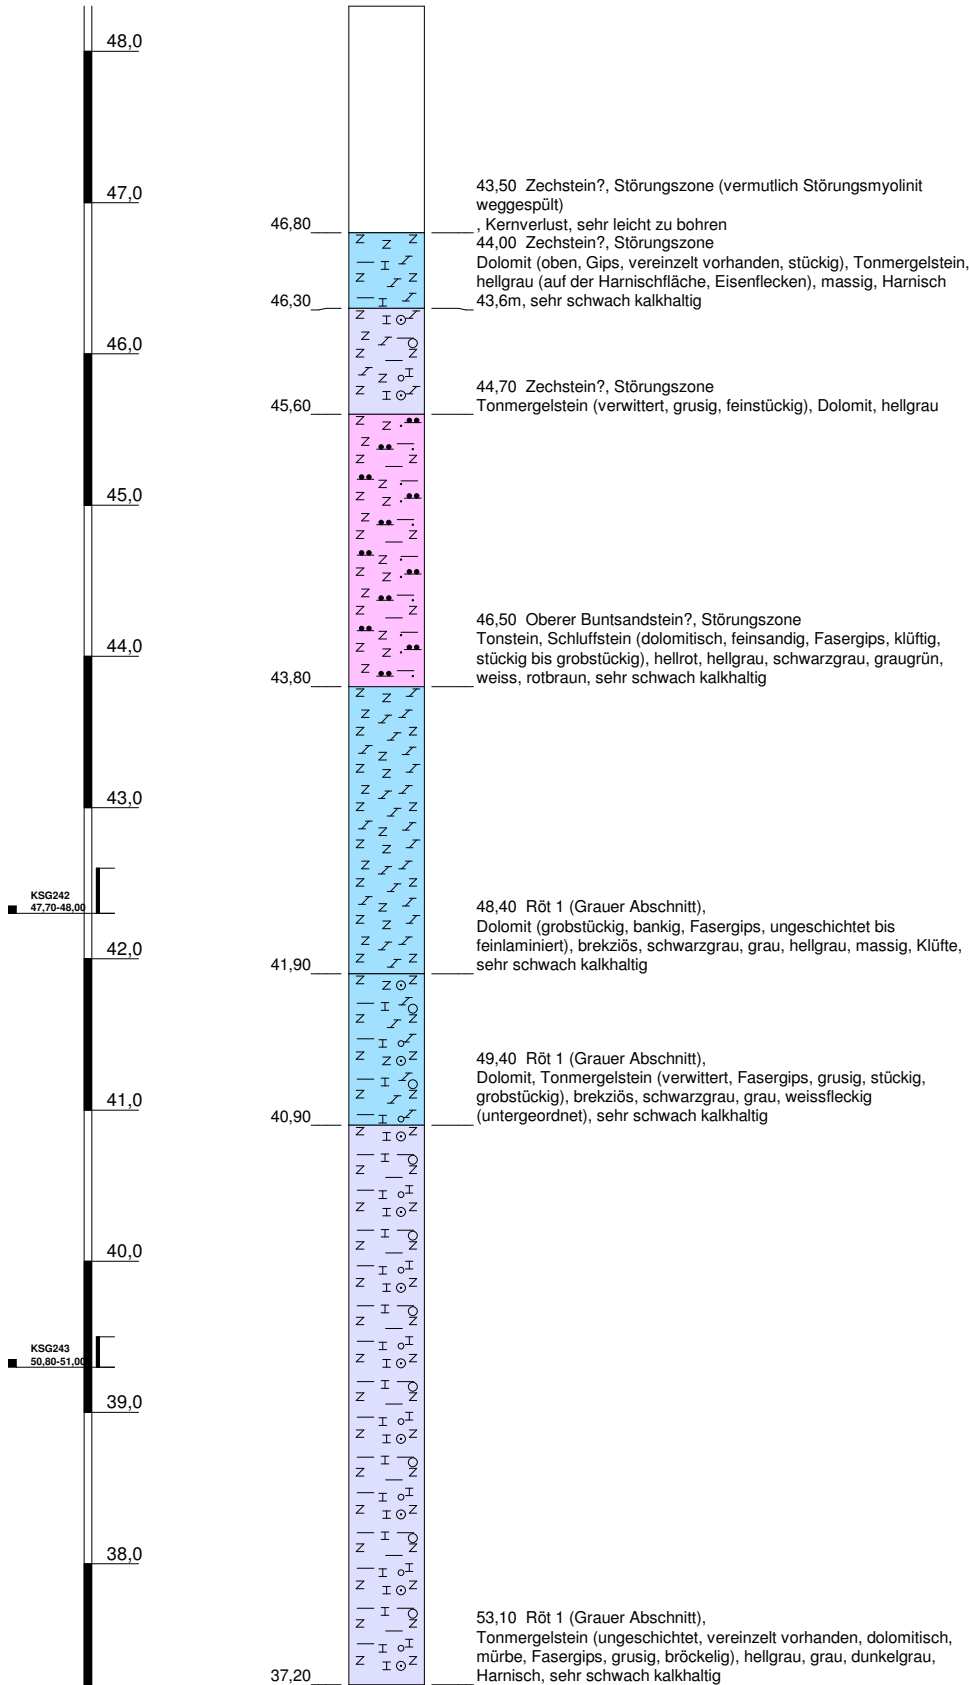 48,0
47,0
43,50 Zechstein?, Störungszone (vermutlich Störungsmyolinit
weggespült)
46,80
, Kernverlust, sehr leicht zu bohren
44,00 Zechstein?, Störungszone
Dolomit (oben, Gips, vereinzelt vorhanden, stückig), Tonmergelstein,
hellgrau (auf der Harnischfläche, Eisenflecken), massig, Harnisch
46,30
43,6m, sehr schwach kalkhaltig
46,0
44,70 Zechstein?, Störungszone
45,60
Tonmergelstein (verwittert, grusig, feinstückig), Dolomit, hellgrau
45,0
46,50 Oberer Buntsandstein?, Störungszone
Tonstein, Schluffstein (dolomitisch, feinsandig, Fasergips, klüftig,
44,0
stückig bis grobstückig), hellrot, hellgrau, schwarzgrau, graugrün,
43,80
weiss, rotbraun, sehr schwach kalkhaltig
43,0
KSG242
47,70-48,00
48,40 Röt 1 (Grauer Abschnitt),
Dolomit (grobstückig, bankig, Fasergips, ungeschichtet bis
42,0
feinlaminiert), brekziös, schwarzgrau, grau, hellgrau, massig, Klüfte,
41,90
sehr schwach kalkhaltig
49,40 Röt 1 (Grauer Abschnitt),
Dolomit, Tonmergelstein (verwittert, Fasergips, grusig, stückig,
41,0
grobstückig), brekziös, schwarzgrau, grau, weissfleckig
40,90
(untergeordnet), sehr schwach kalkhaltig
40,0
KSG243
50,80-51,00
39,0
38,0
53,10 Röt 1 (Grauer Abschnitt),
Tonmergelstein (ungeschichtet, vereinzelt vorhanden, dolomitisch,
mürbe, Fasergips, grusig, bröckelig), hellgrau, grau, dunkelgrau,
37,20
Harnisch, sehr schwach kalkhaltig